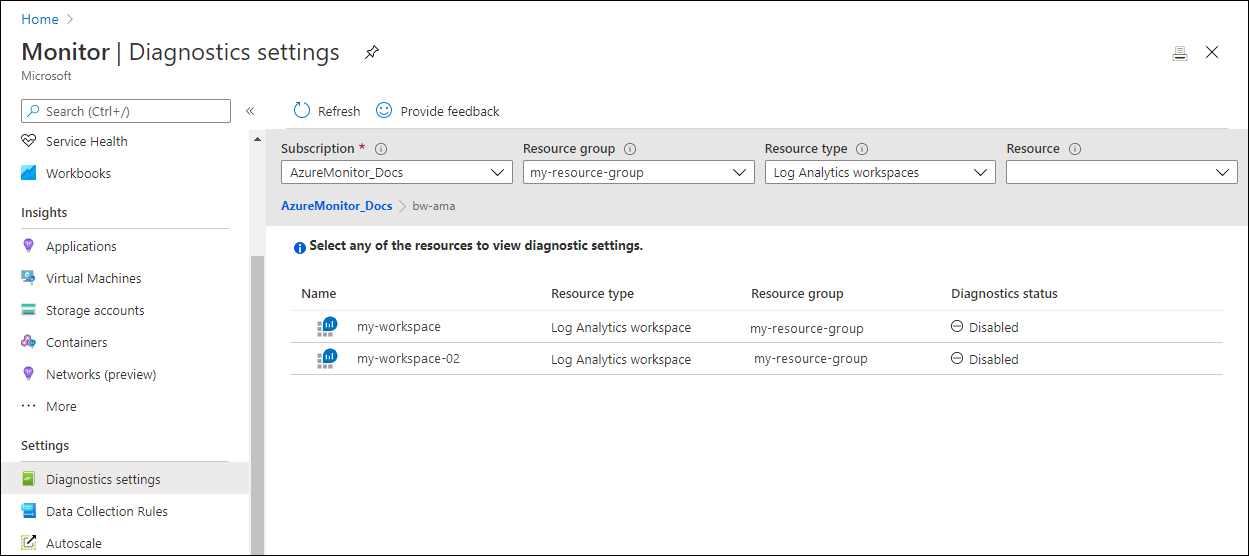 Home
Monitor | Diagnostics settings
Microsoft
Search (Ctrl+/)
«
Refresh
Provide feedback
Service Health
Workbooks
Insights
Applications
Virtual Machines
Storage accounts
Containers
Networks (preview)
More
Settings
Diagnostics settings
Data Collection Rules
Autoscale
Subscription * Resource group Resource type Resource
AzureMonitor_Docs my-resource-group Log Analytics workspaces
AzureMonitor_Docs > bw-ama
Select any of the resources to view diagnostic settings.
Name Resource type Resource group Diagnostics status
my-workspace Log Analytics workspace my-resource-group Disabled
my-workspace-02 Log Analytics workspace my-resource-group Disabled